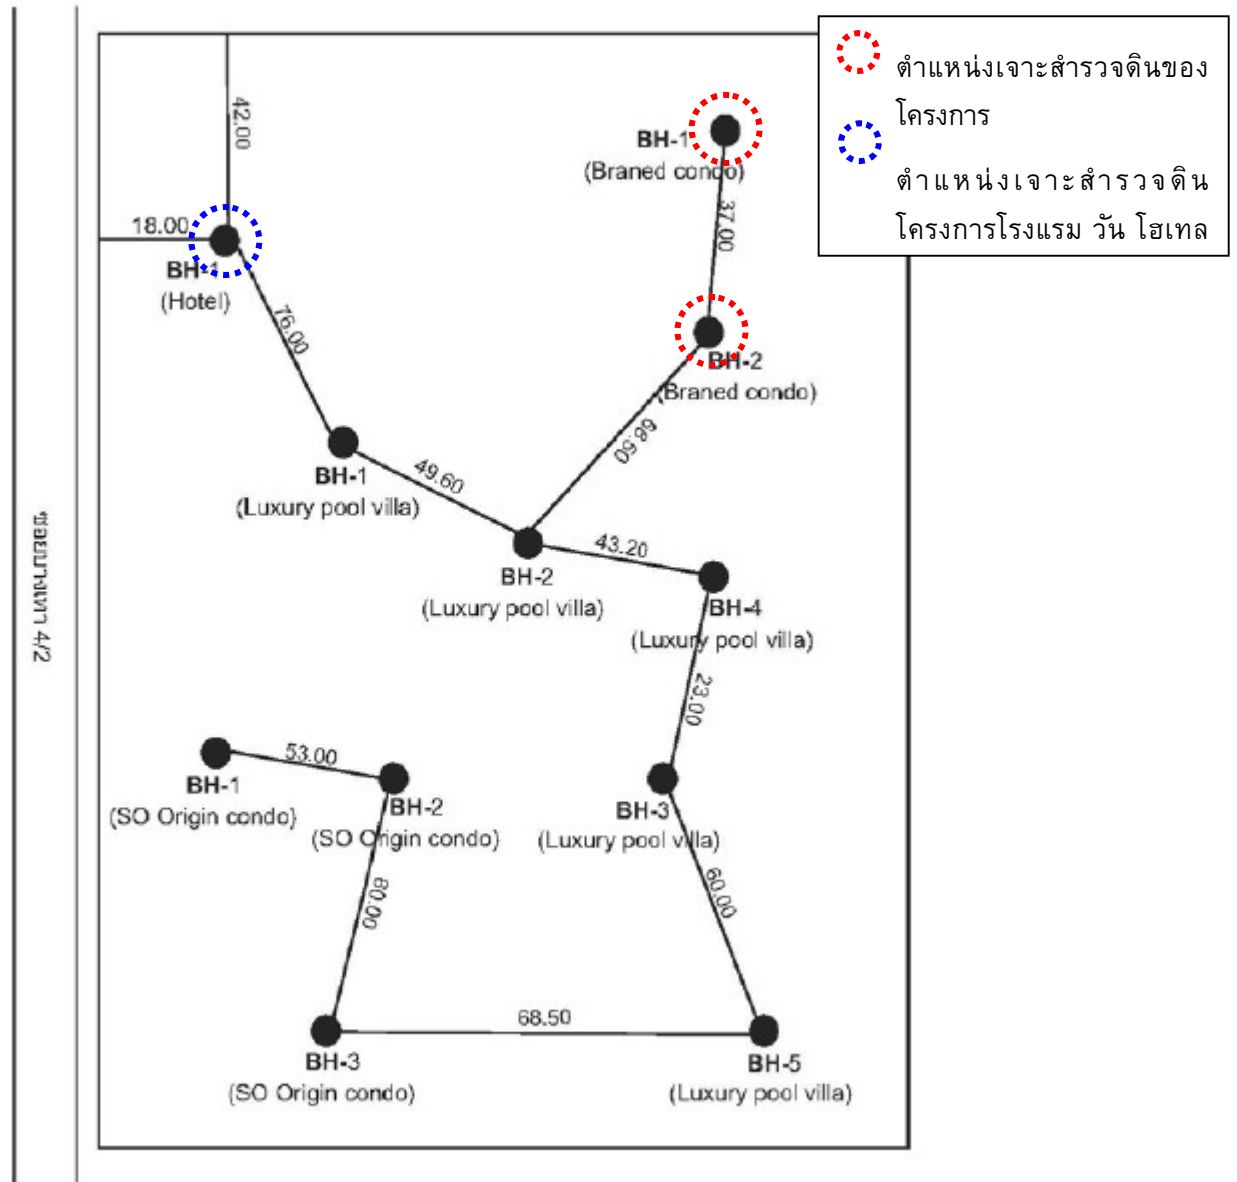 ตำแหน่งเจาะสำรวจดินของ
โครงการ
ตำแหน่งเจาะสำรวจดิน
โครงการโรงแรม วัน โฮเทล
42.00
18.00
BH-1
(Hotel)
BH-1
(Braned condo)
37.00
BH-2
(Braned condo)
76.00
68.60
BH-1
(Luxury pool villa)
49.60
BH-2
(Luxury pool villa)
43.20
BH-4
(Luxury pool villa)
23.00
ซอยบางเทา 4/2
BH-1
(SO Origin condo)
53.00
BH-2
(SO Origin condo)
BH-3
(Luxury pool villa)
80.00
60.00
BH-3
(SO Origin condo)
68.50
BH-5
(Luxury pool villa)